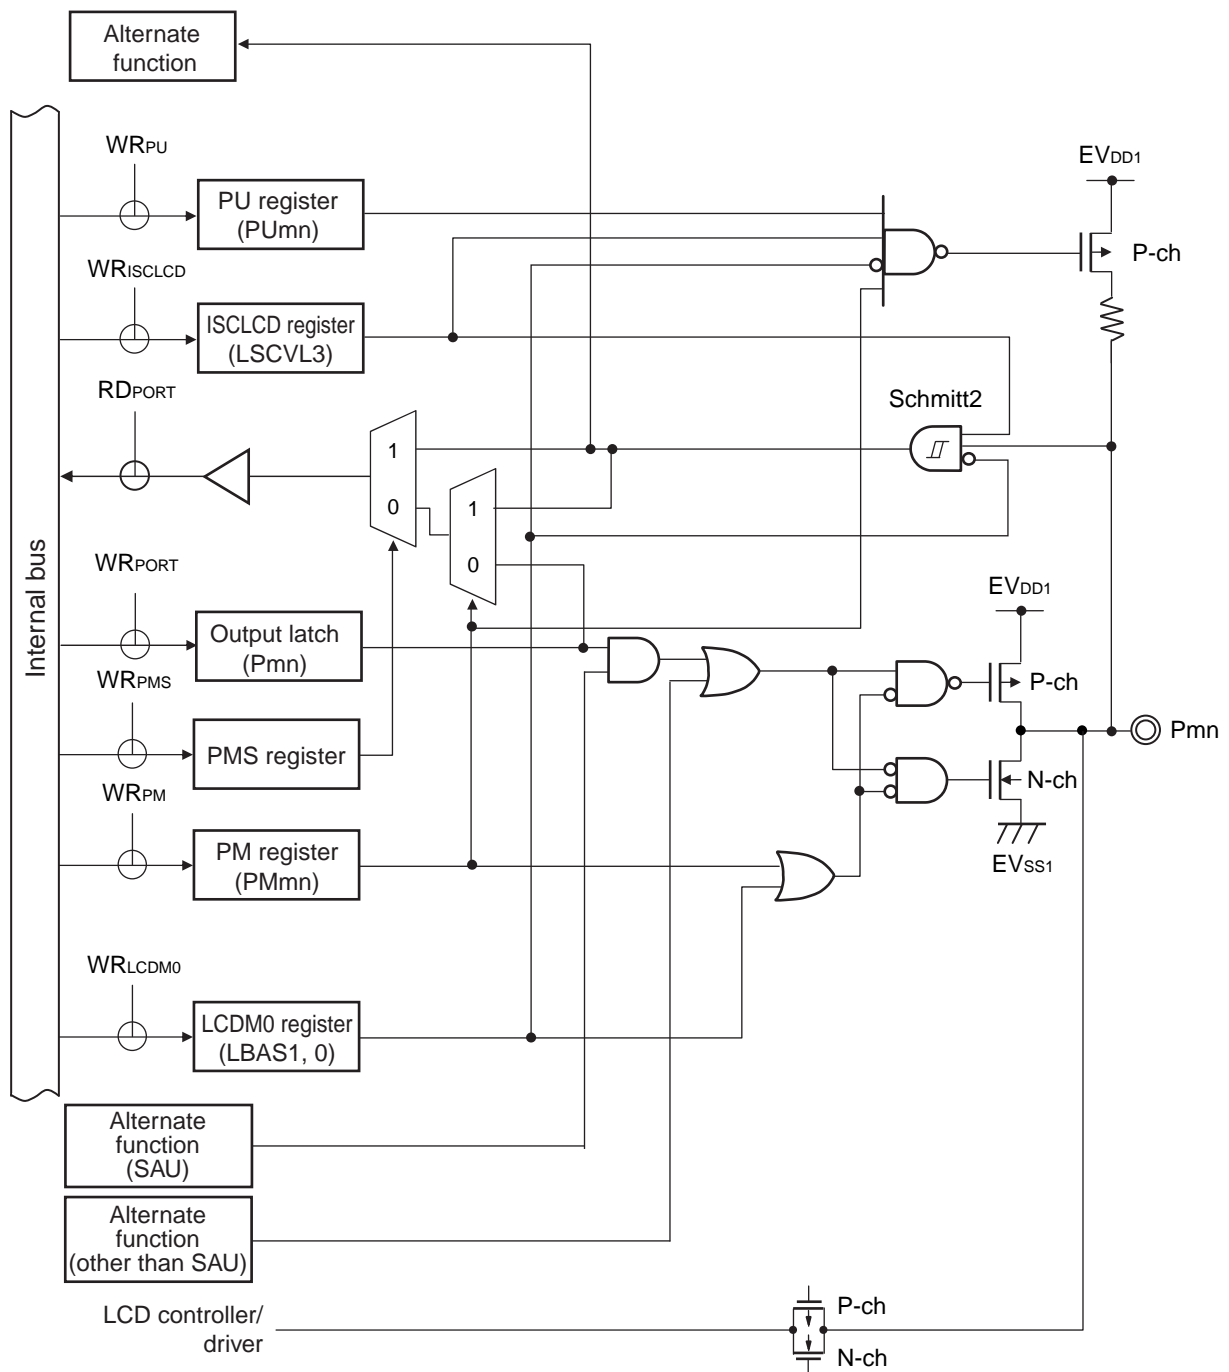 Alternate
function
Internal bus
WRPU
PU register
(PUmn)
EVDD1
P-ch
WRISCLCD
ISCLCD register
(LSCVL3)
RDPORT
Schmitt2
1
0
1
0
WRPORT
Output latch
(Pmn)
EVDD1
P-ch
WRPMS
PMS register
Pmn
N-ch
EVSS1
WRPM
PM register
(PMmn)
WRLCDM0
LCDM0 register
(LBAS1, 0)
Alternate
function
(SAU)
Alternate
function
(other than SAU)
LCD controller/
driver
P-ch
N-ch